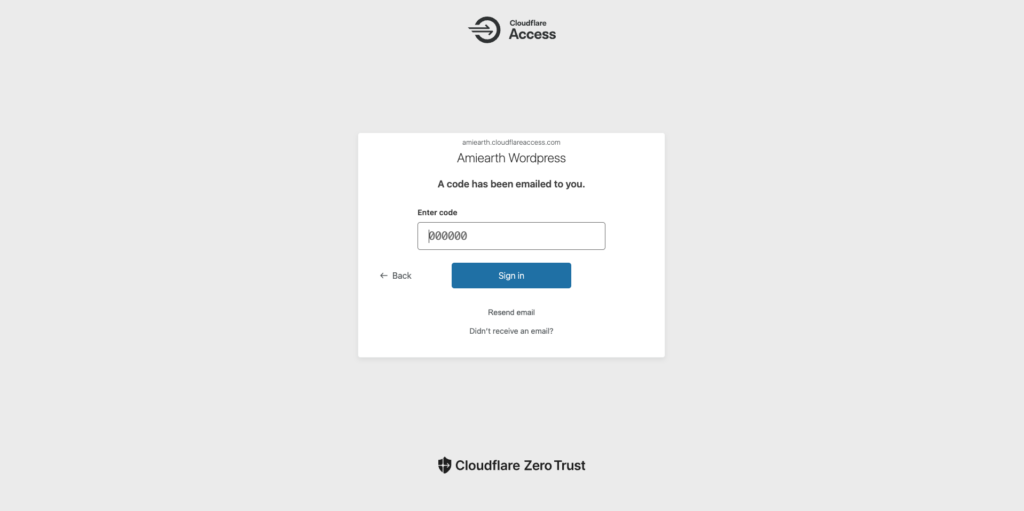 Cloudflare
Access
amiearth.cloudflareaccess.com
Amiearth Wordpress
A code has been emailed to you.
Enter code
000000
← Back
Sign in
Resend email
Didn't receive an email?
Cloudflare Zero Trust